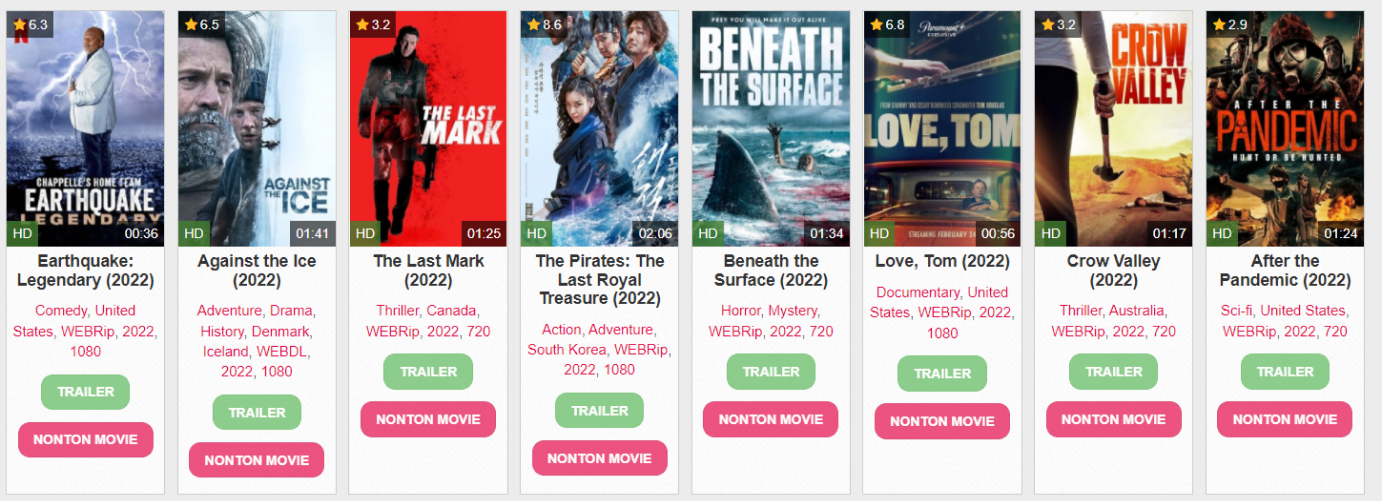 6.3
N
CHAPPELLE'S HOME TEAM
EARTHQUAKE
LEGENDARY
HD 00:36
Earthquake:
Legendary (2022)
Comedy, United
States, WEBRip, 2022,
1080
TRAILER
NONTON MOVIE
6.5
AGAINST
THE ICE
HD 01:41
Against the Ice
(2022)
Adventure, Drama,
History, Denmark,
Iceland, WEBDL,
2022, 1080
TRAILER
NONTON MOVIE
3.2
THE LAST
MARK
HD 01:25
The Last Mark
(2022)
Thriller, Canada,
WEBRip, 2022, 720
TRAILER
NONTON MOVIE
8.6
해적
HD 02:06
The Pirates: The
Last Royal
Treasure (2022)
Action, Adventure,
South Korea, WEBRip,
2022, 1080
TRAILER
NONTON MOVIE
PREY YOU WILL MAKE IT OUT ALIVE
BENEATH
THE SURFACE
HD 01:34
Beneath the
Surface (2022)
Horror, Mystery,
WEBRip, 2022, 720
TRAILER
NONTON MOVIE
6.8
Paramount+
EXCLUSIVE
LOVE, TOM
STREAMING FEBRUARY 24
HD 00:56
Love, Tom (2022)
Documentary, United
States, WEBRip, 2022,
1080
TRAILER
NONTON MOVIE
3.2
CROW
VALLEY
HD 01:17
Crow Valley
(2022)
Thriller, Australia,
WEBRip, 2022, 720
TRAILER
NONTON MOVIE
2.9
AFTER THE
PANDEMIC
HUNT OR BE HUNTED
HD 01:24
After the
Pandemic (2022)
Sci-fi, United States,
WEBRip, 2022, 720
TRAILER
NONTON MOVIE